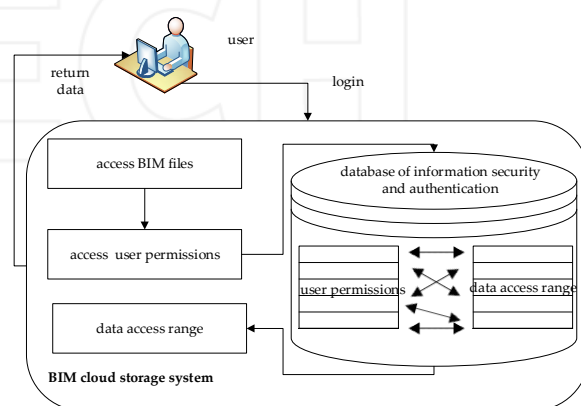 ECH
user
return
data
login
access BIM files
database of information security
and authentication
access user permissions
user permissions
data access range
data access range
BIM cloud storage system